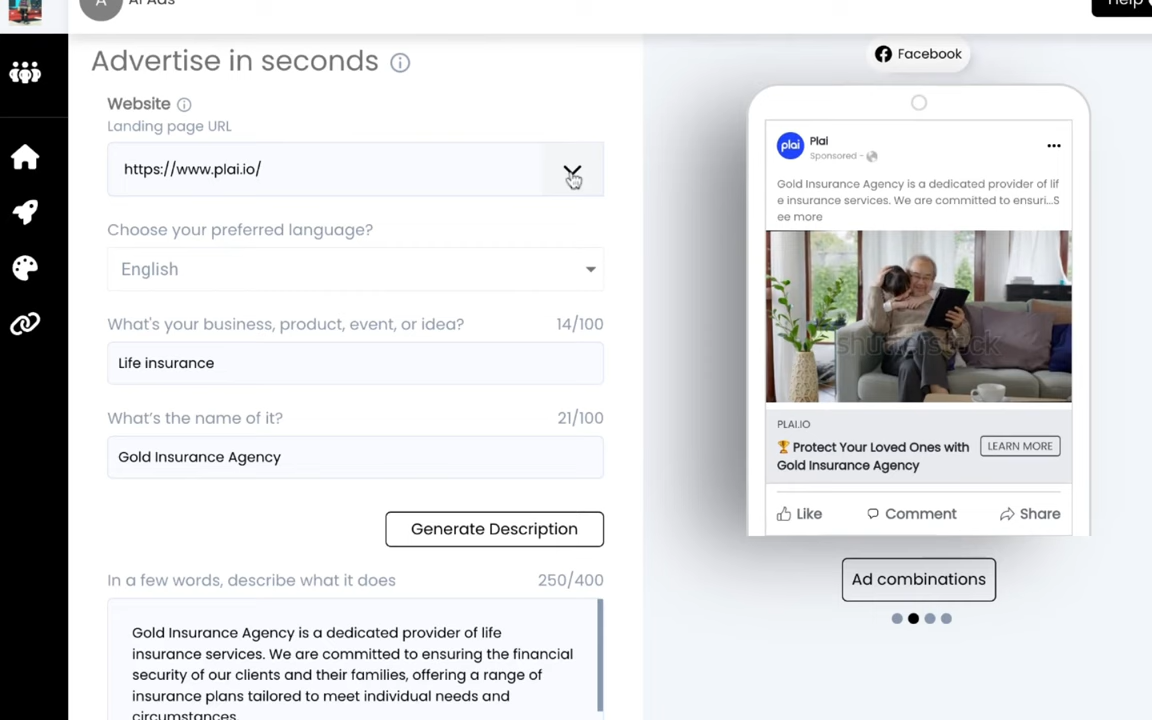 A
AI Ads
Help
Advertise in seconds
Website
Landing page URL
https://www.plai.io/
Choose your preferred language?
English
What's your business, product, event, or idea? 14/100
Life insurance
What's the name of it? 21/100
Gold Insurance Agency
Generate Description
In a few words, describe what it does 250/400
Gold Insurance Agency is a dedicated provider of life
insurance services. We are committed to ensuring the financial
security of our clients and their families, offering a range of
insurance plans tailored to meet individual needs and
circumstances.
Facebook
plai
Plai
Sponsored -
Gold Insurance Agency is a dedicated provider of lif
e insurance services. We are committed to ensuri...S
ee more
shutterstock
PLAI.IO
🏆 Protect Your Loved Ones with
Gold Insurance Agency
LEARN MORE
Like Comment Share
Ad combinations